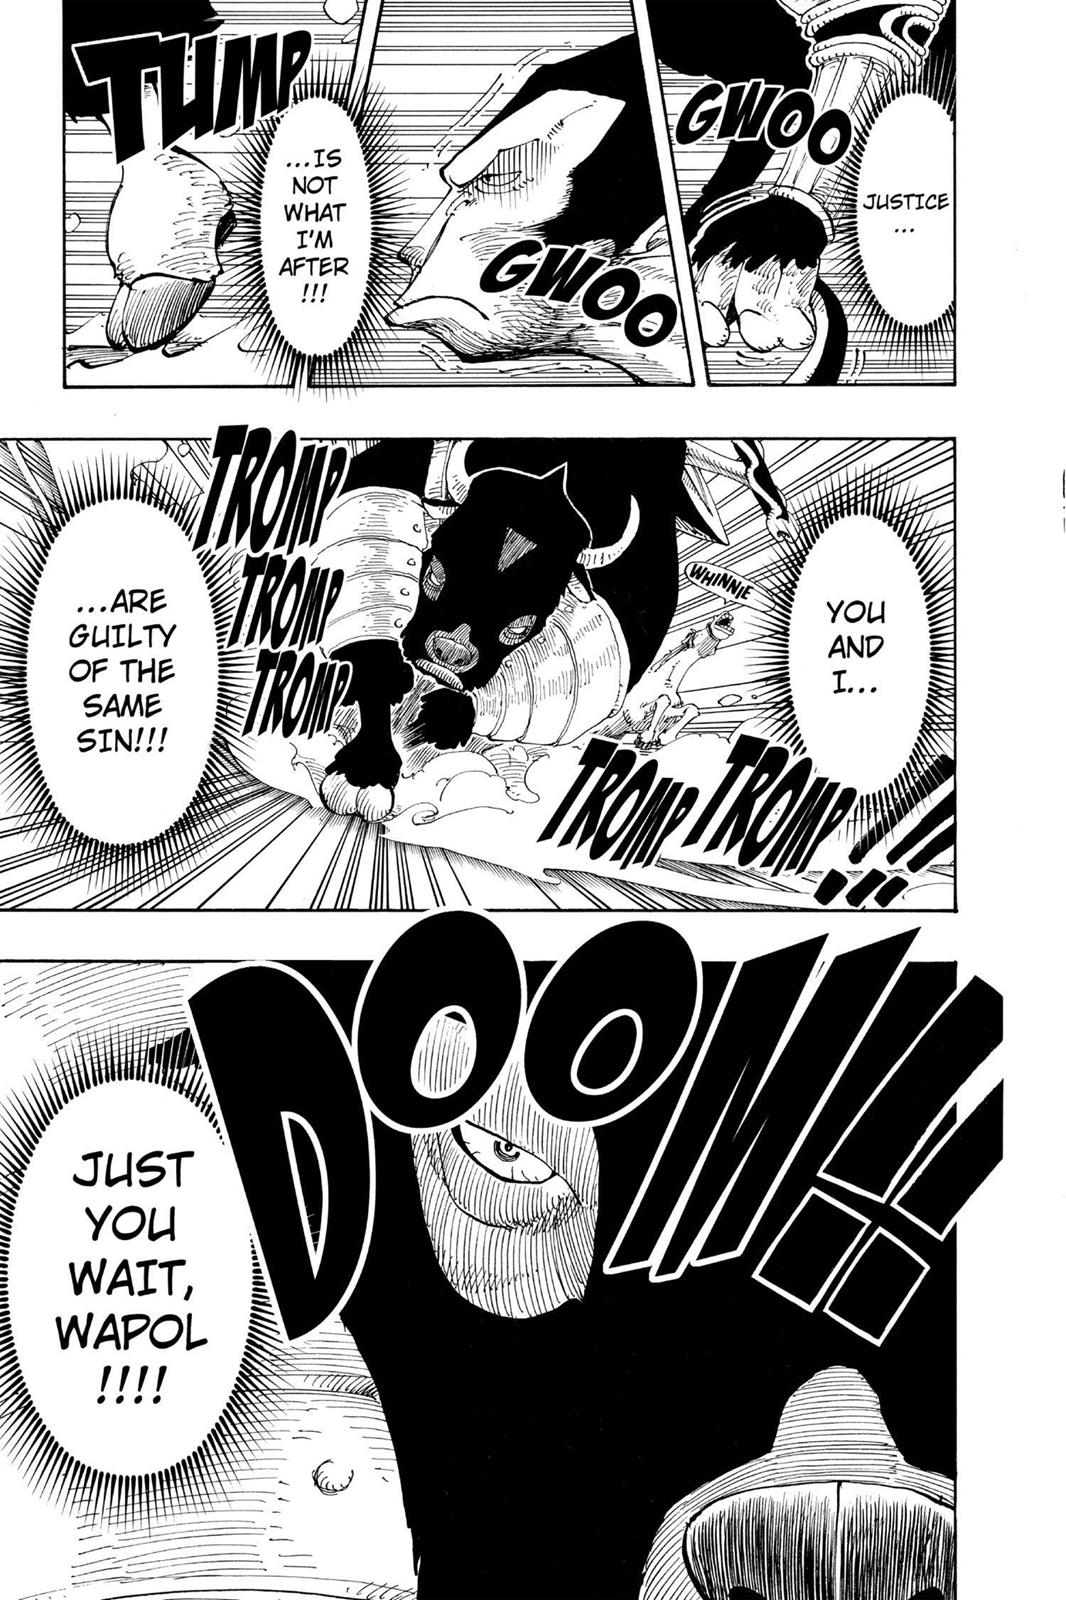 GWOO
JUSTICE
...
GWOO
TUMP
...IS
NOT
WHAT
I'M
AFTER
!!!
YOU
AND
I...
WHINNIE
TROMP
TROMP
TROMP
TROMP
TROMP
!!!
!!!
...ARE
GUILTY
OF THE
SAME
SIN!!!
DOOM!!
JUST
YOU
WAIT,
WAPOL
!!!!